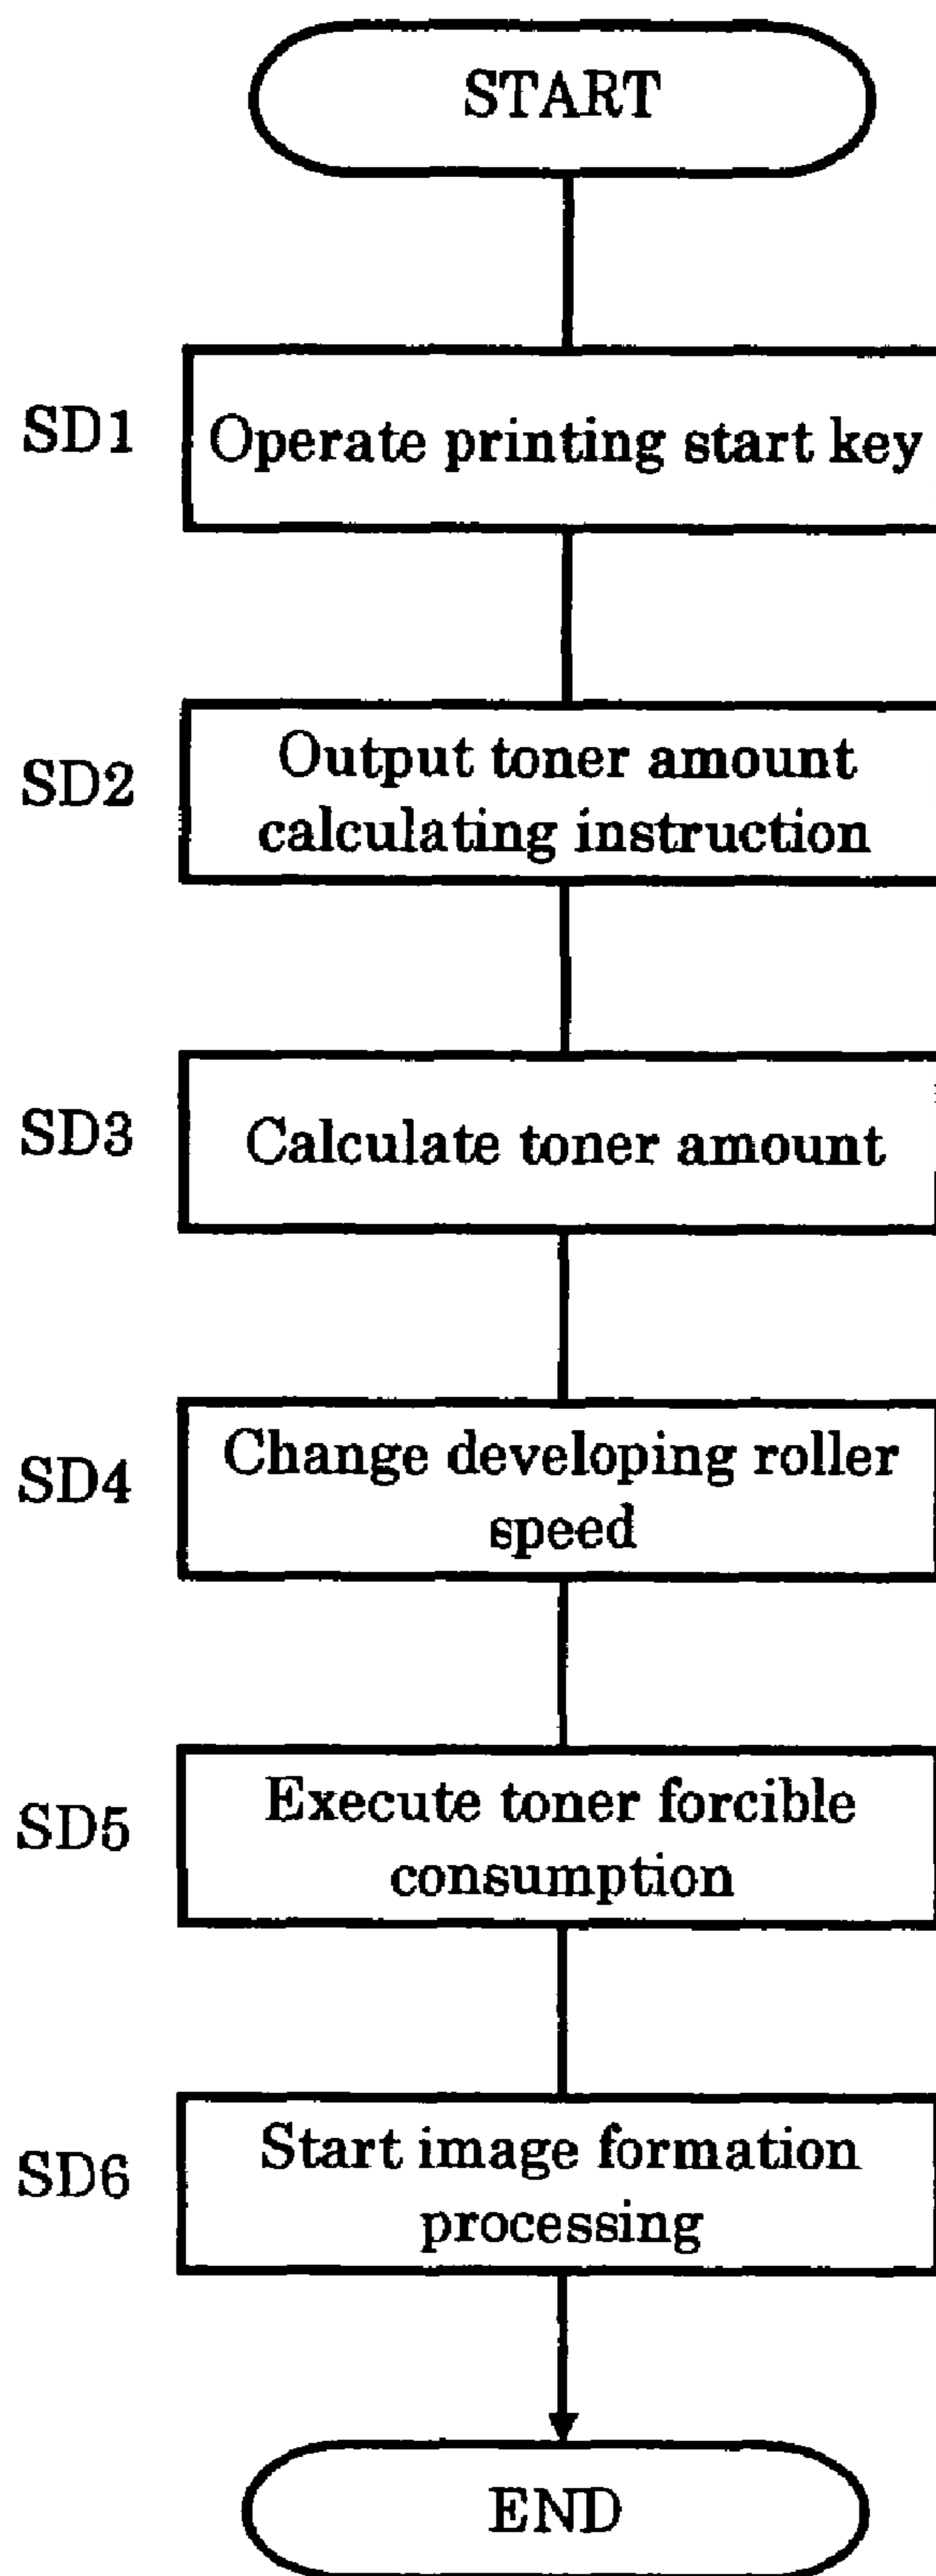 START
SD1
Operate printing start key
SD2
Output toner amount
calculating instruction
SD3
Calculate toner amount
SD4
Change developing roller
speed
SD5
Execute toner forcible
consumption
SD6
Start image formation
processing
END